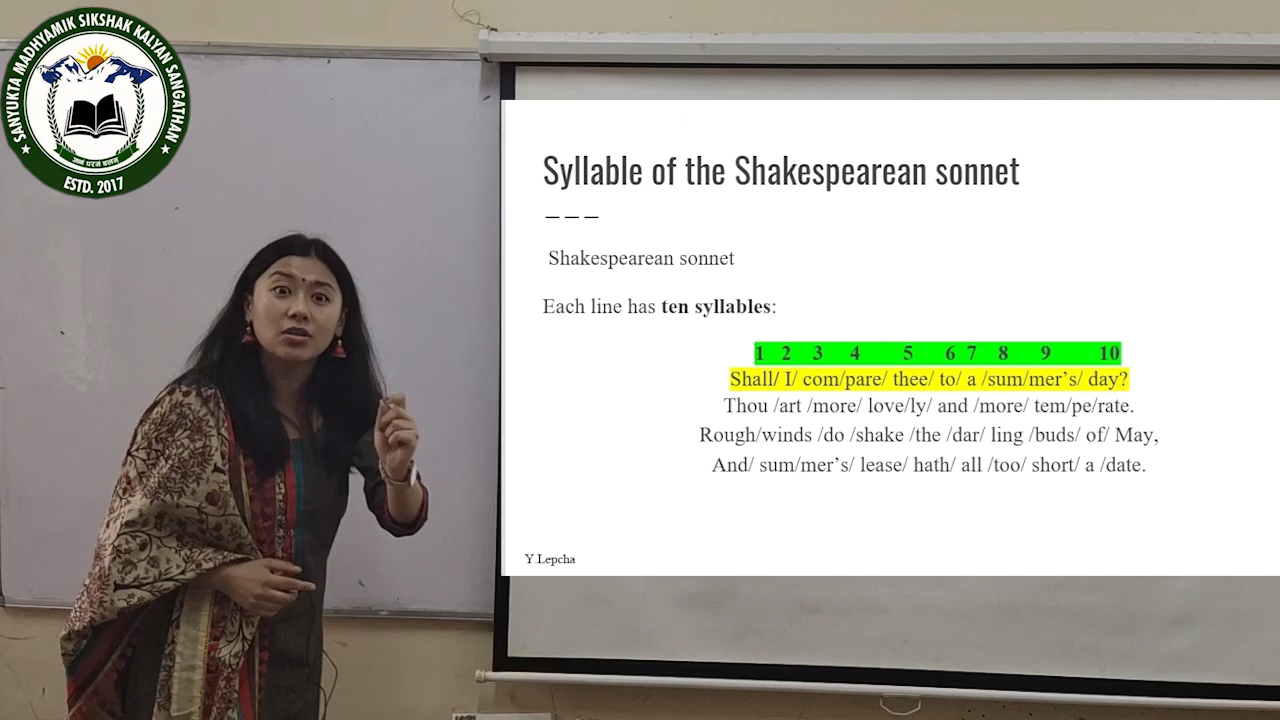 SANYUKTA MADHYAMIK SIKSHAK KALYAN SANGATHAN
ESTD. 2017
Syllable of the Shakespearean sonnet
Shakespearean sonnet
Each line has ten syllables:
1 2 3 4 5 6 7 8 9 10
Shall/ I/ com/pare/ thee/ to/ a /sum/mer’s/ day?
Thou /art /more/ love/ly/ and /more/ tem/pe/rate.
Rough/winds /do /shake /the /dar/ ling /buds/ of/ May,
And/ sum/mer’s/ lease/ hath/ all /too/ short/ a /date.
Y.Lepcha